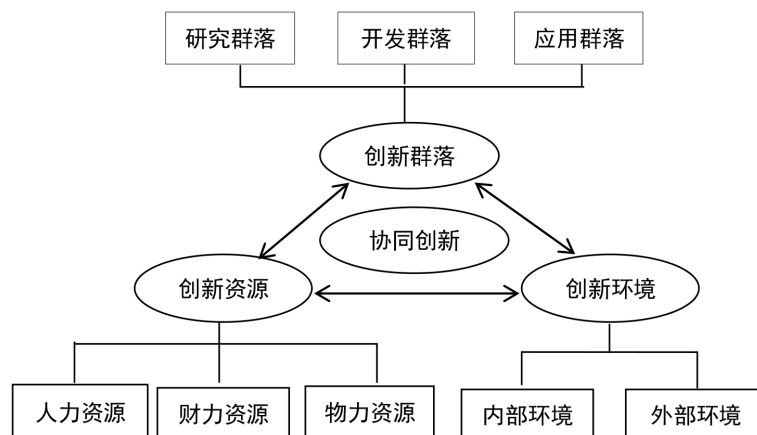 研究群落 开发群落 应用群落
创新群落
协同创新
创新资源 创新环境
人力资源 财力资源 物力资源 内部环境 外部环境